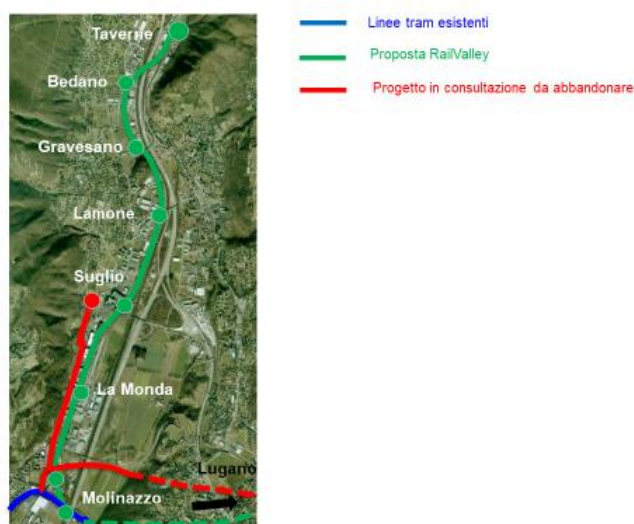 Taverne
Bedano
Gravesano
Lamone
Suglio
La Monda
Lugano
Molinazzo
Linee tram esistenti
Proposta RailValley
Progetto in consultazione da abbandonare